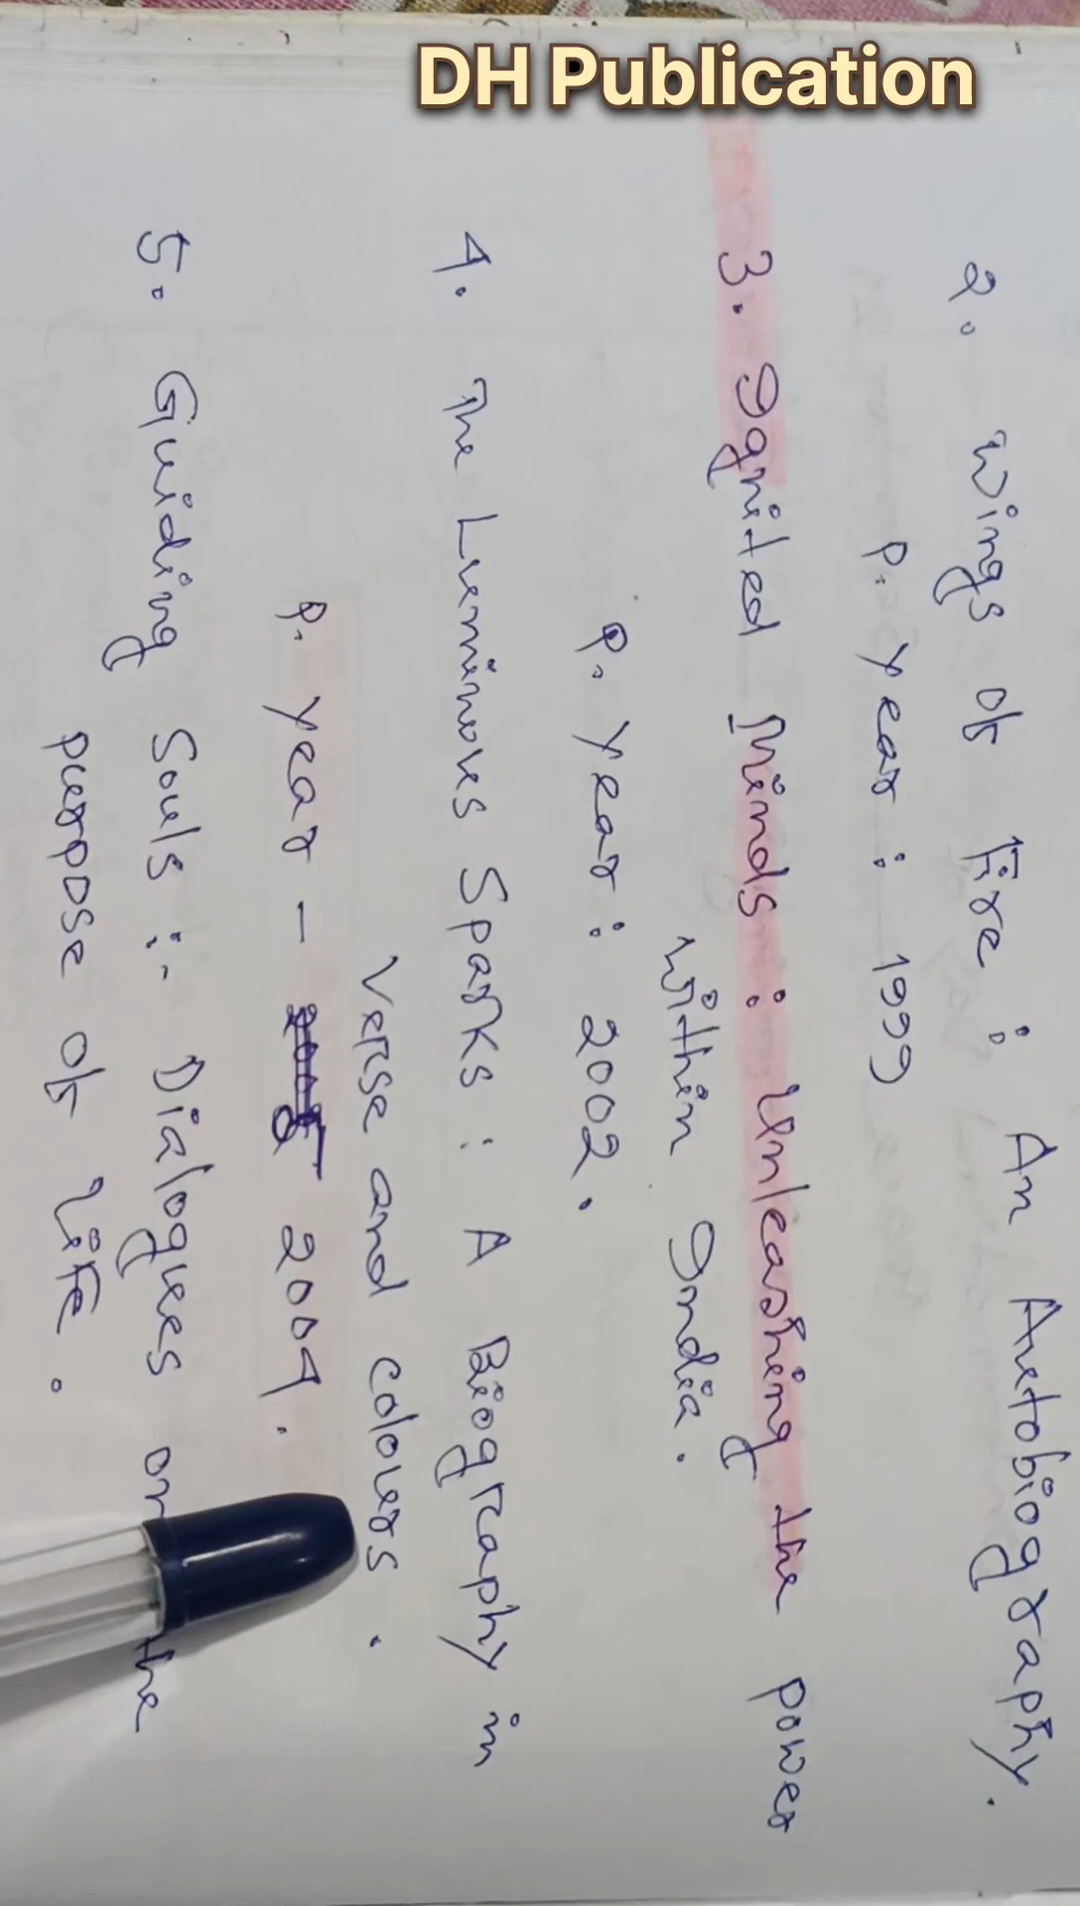 DH Publication
2. Wings of Fire : An Autobiography.
P. Year : 1999
3. Ignited Minds : Unleashing the power
within India.
P. Year : 2002.
4. The Luminous Sparks : A Biography in
Verse and colours.
P. Year - 2005 2004.
5. Guiding Souls :- Dialogues on the
purpose of life.